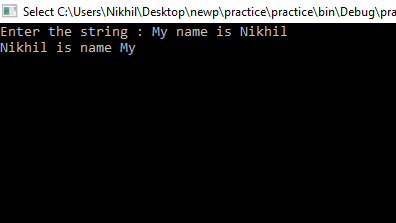 Select C:\Users\Nikhil\Desktop\newp\practice\practice\bin\Debug\pra
Enter the string : My name is Nikhil
Nikhil is name My